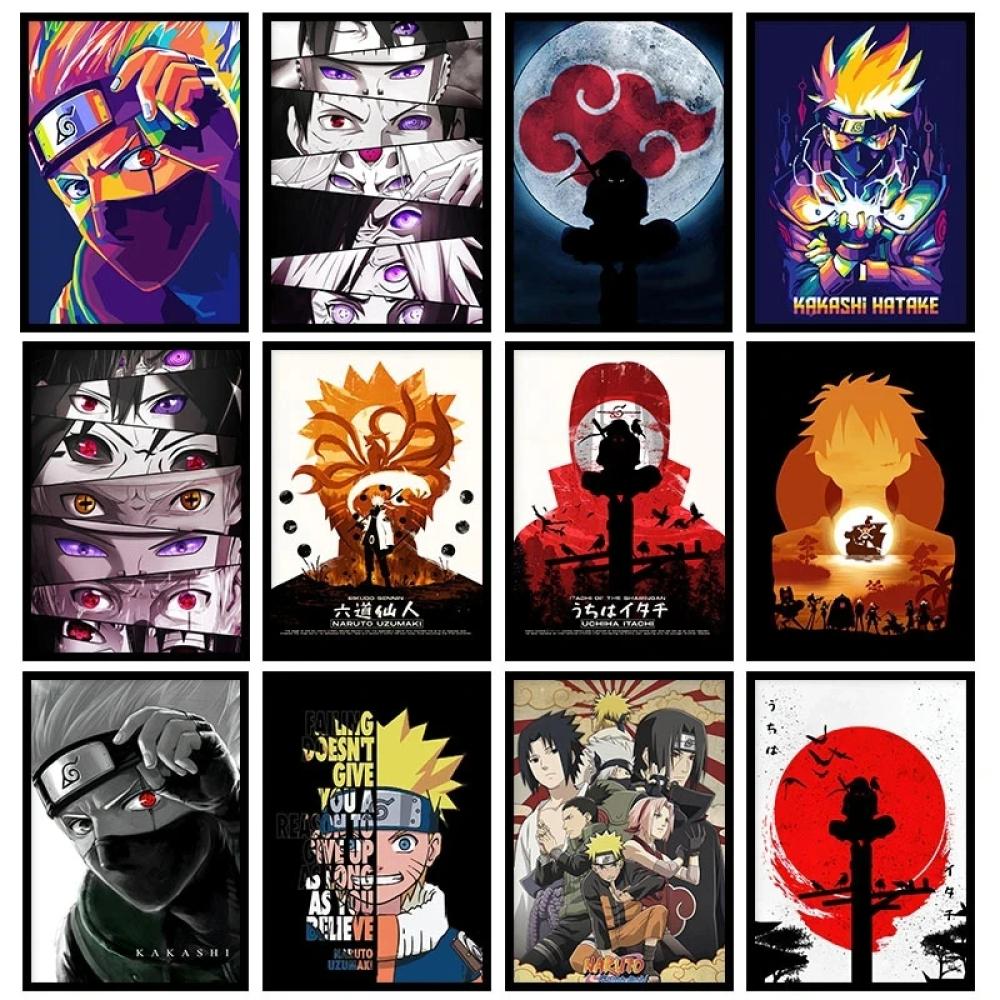 KAKASHI HATAKE
RIKUDO SENNIN
六道仙人
NARUTO UZUMAKI
ITACHI OF THE SHARINGAN
うちはイタチ
UCHIHA ITACHI
KAKASHI
FAILING
DOESN'T
GIVE
YOU A
REASON TO
GIVE UP
AS LONG
AS YOU
BELIEVE
NARUTO
UZUMAKI
NARUTO
うちは
イタチ